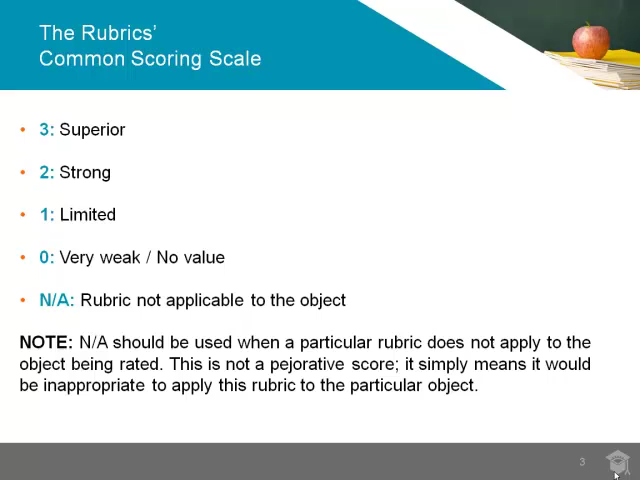 The Rubrics'
Common Scoring Scale
• 3: Superior
• 2: Strong
• 1: Limited
• 0: Very weak / No value
• N/A: Rubric not applicable to the object
NOTE: N/A should be used when a particular rubric does not apply to the
object being rated. This is not a pejorative score; it simply means it would
be inappropriate to apply this rubric to the particular object.
3